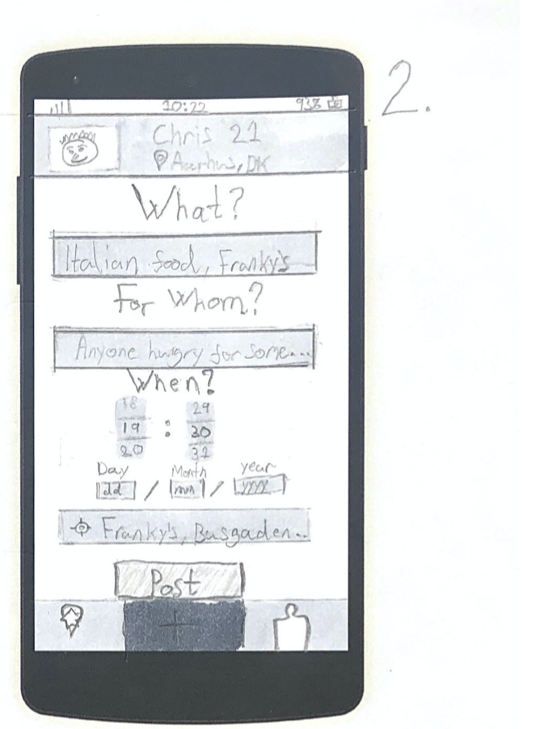 2.
10:22 93%
Chris 21
Aarhus, DK
What?
Italian food, Franky's
For Whom?
Anyone hungry for some...
When?
18 29
19 : 30
20 31
Day Month year
dd / mm / yyyy
Franky's, Busgaden..
Post
+